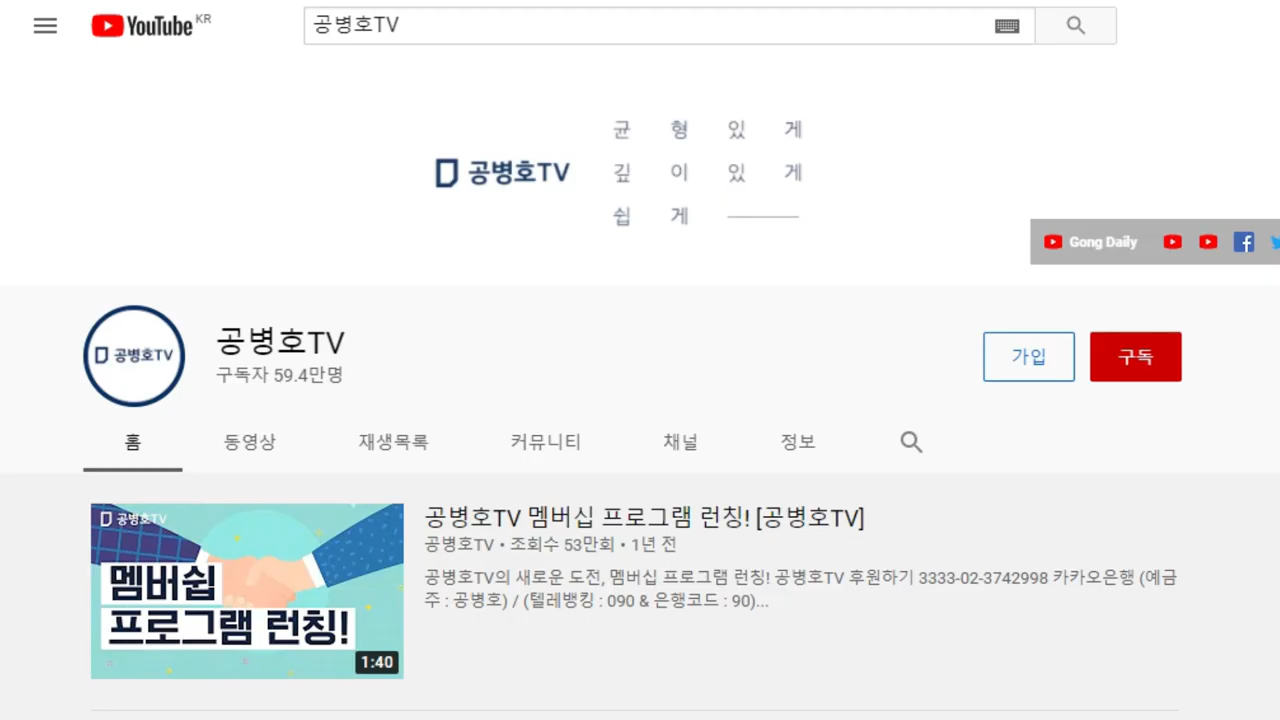 YouTube KR
공병호TV
공병호TV
균 형 있 게
깊 이 있 게
쉽 게
Gong Daily
공병호TV
공병호TV
구독자 59.4만명
가입
구독
홈 동영상 재생목록 커뮤니티 채널 정보
공병호TV
멤버쉽
프로그램 런칭!
1:40
공병호TV 멤버십 프로그램 런칭! [공병호TV]
공병호TV • 조회수 53만회 • 1년 전
공병호TV의 새로운 도전, 멤버십 프로그램 런칭! 공병호TV 후원하기 3333-02-3742998 카카오은행 (예금
주 : 공병호) / (텔레뱅킹 : 090 & 은행코드 : 90)...